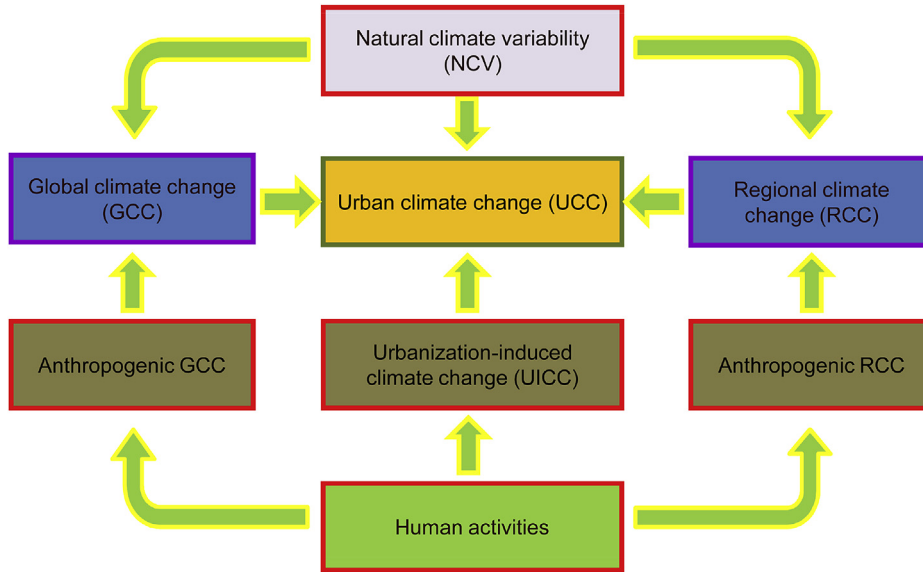 Natural climate variability
(NCV)
Global climate change
(GCC)
Urban climate change (UCC)
Regional climate
change (RCC)
Anthropogenic GCC
Urbanization-induced
climate change (UICC)
Anthropogenic RCC
Human activities